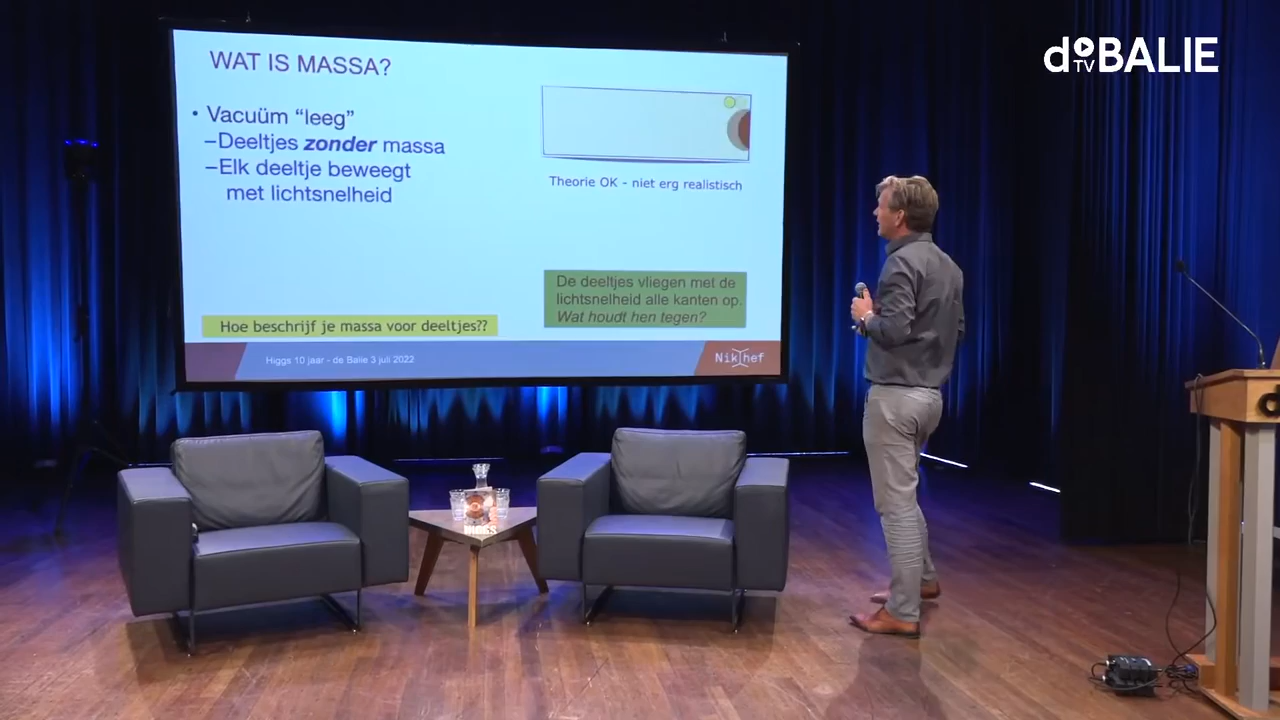 dTVBALIE
WAT IS MASSA?
• Vacuüm “leeg”
–Deeltjes zonder massa
–Elk deeltje beweegt
met lichtsnelheid
Theorie OK - niet erg realistisch
De deeltjes vliegen met de
lichtsnelheid alle kanten op.
Wat houdt hen tegen?
Hoe beschrijf je massa voor deeltjes??
Higgs 10 jaar - de Balie 3 juli 2022
Nikhef
HIGGS